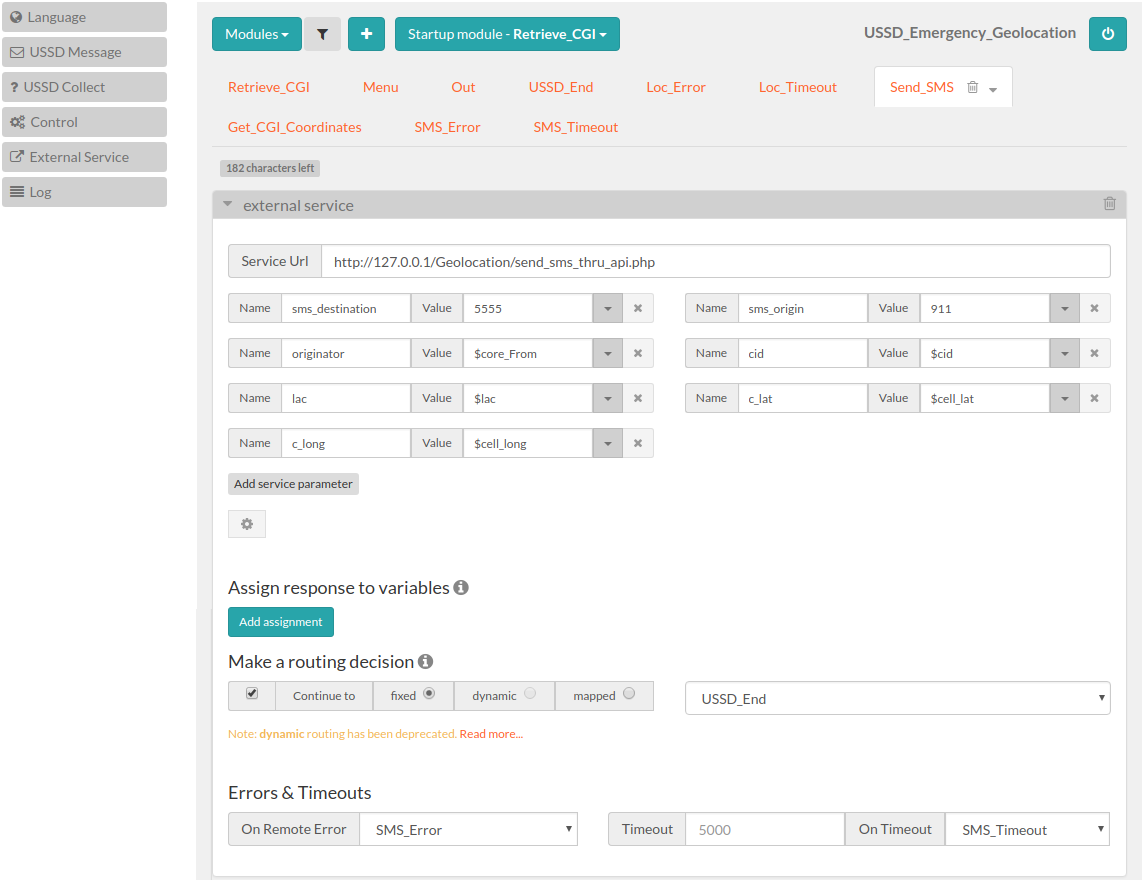 Language
USSD Message
? USSD Collect
Control
External Service
Log
Modules
Startup module - Retrieve_CGI
USSD_Emergency_Geolocation
Retrieve_CGI Menu Out USSD_End Loc_Error Loc_Timeout Send_SMS
Get_CGI_Coordinates SMS_Error SMS_Timeout
182 characters left
external service
Service Url http://127.0.0.1/Geolocation/send_sms_thru_api.php
Name sms_destination Value 5555 Name sms_origin Value 911
Name originator Value $core_From Name cid Value $cid
Name lac Value $lac Name c_lat Value $cell_lat
Name c_long Value $cell_long
Add service parameter
Assign response to variables
Add assignment
Make a routing decision
Continue to fixed dynamic mapped USSD_End
Note: dynamic routing has been deprecated. Read more...
Errors & Timeouts
On Remote Error SMS_Error Timeout 5000 On Timeout SMS_Timeout